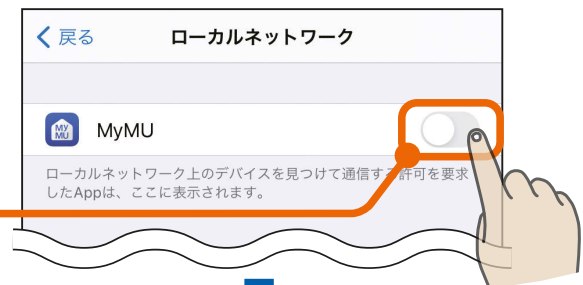 戻る
ローカルネットワーク
MY
MU
MyMU
ローカルネットワーク上のデバイスを見つけて通信する許可を要求
したAppは、ここに表示されます。